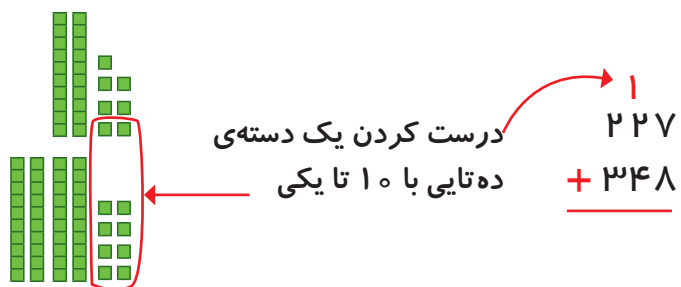 ۱
۲۲۷
+ ۳۴۸
درست کردن یک دسته‌ی
ده‌تایی با ۱۰ تا یکی